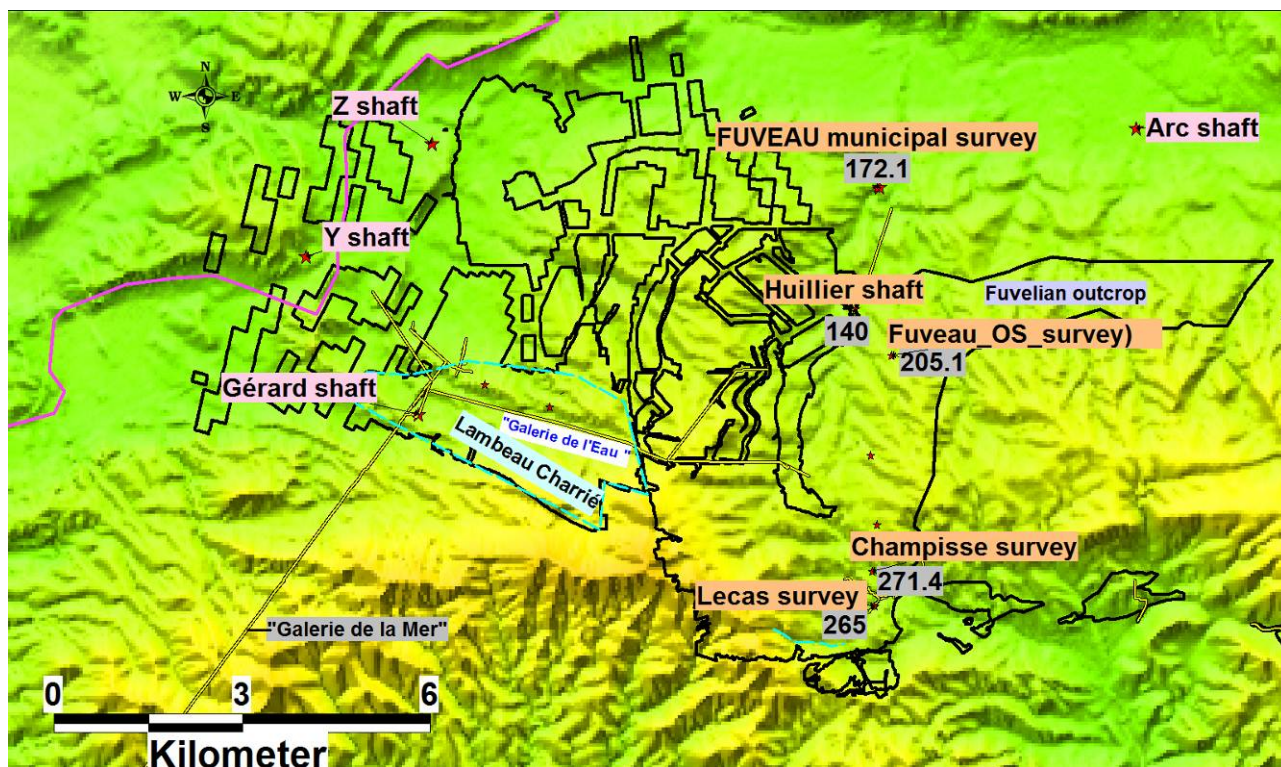 N
W E
S
Z shaft
Arc shaft
FUVEAU municipal survey
172.1
Y shaft
Huillier shaft
Fuvelian outcrop
140
Fuveau_OS_survey)
205.1
Gérard shaft
"Galerie de l'Eau "
Lambeau Charrié
Champisse survey
271.4
Lecas survey
265
"Galerie de la Mer"
0 3 6
Kilometer